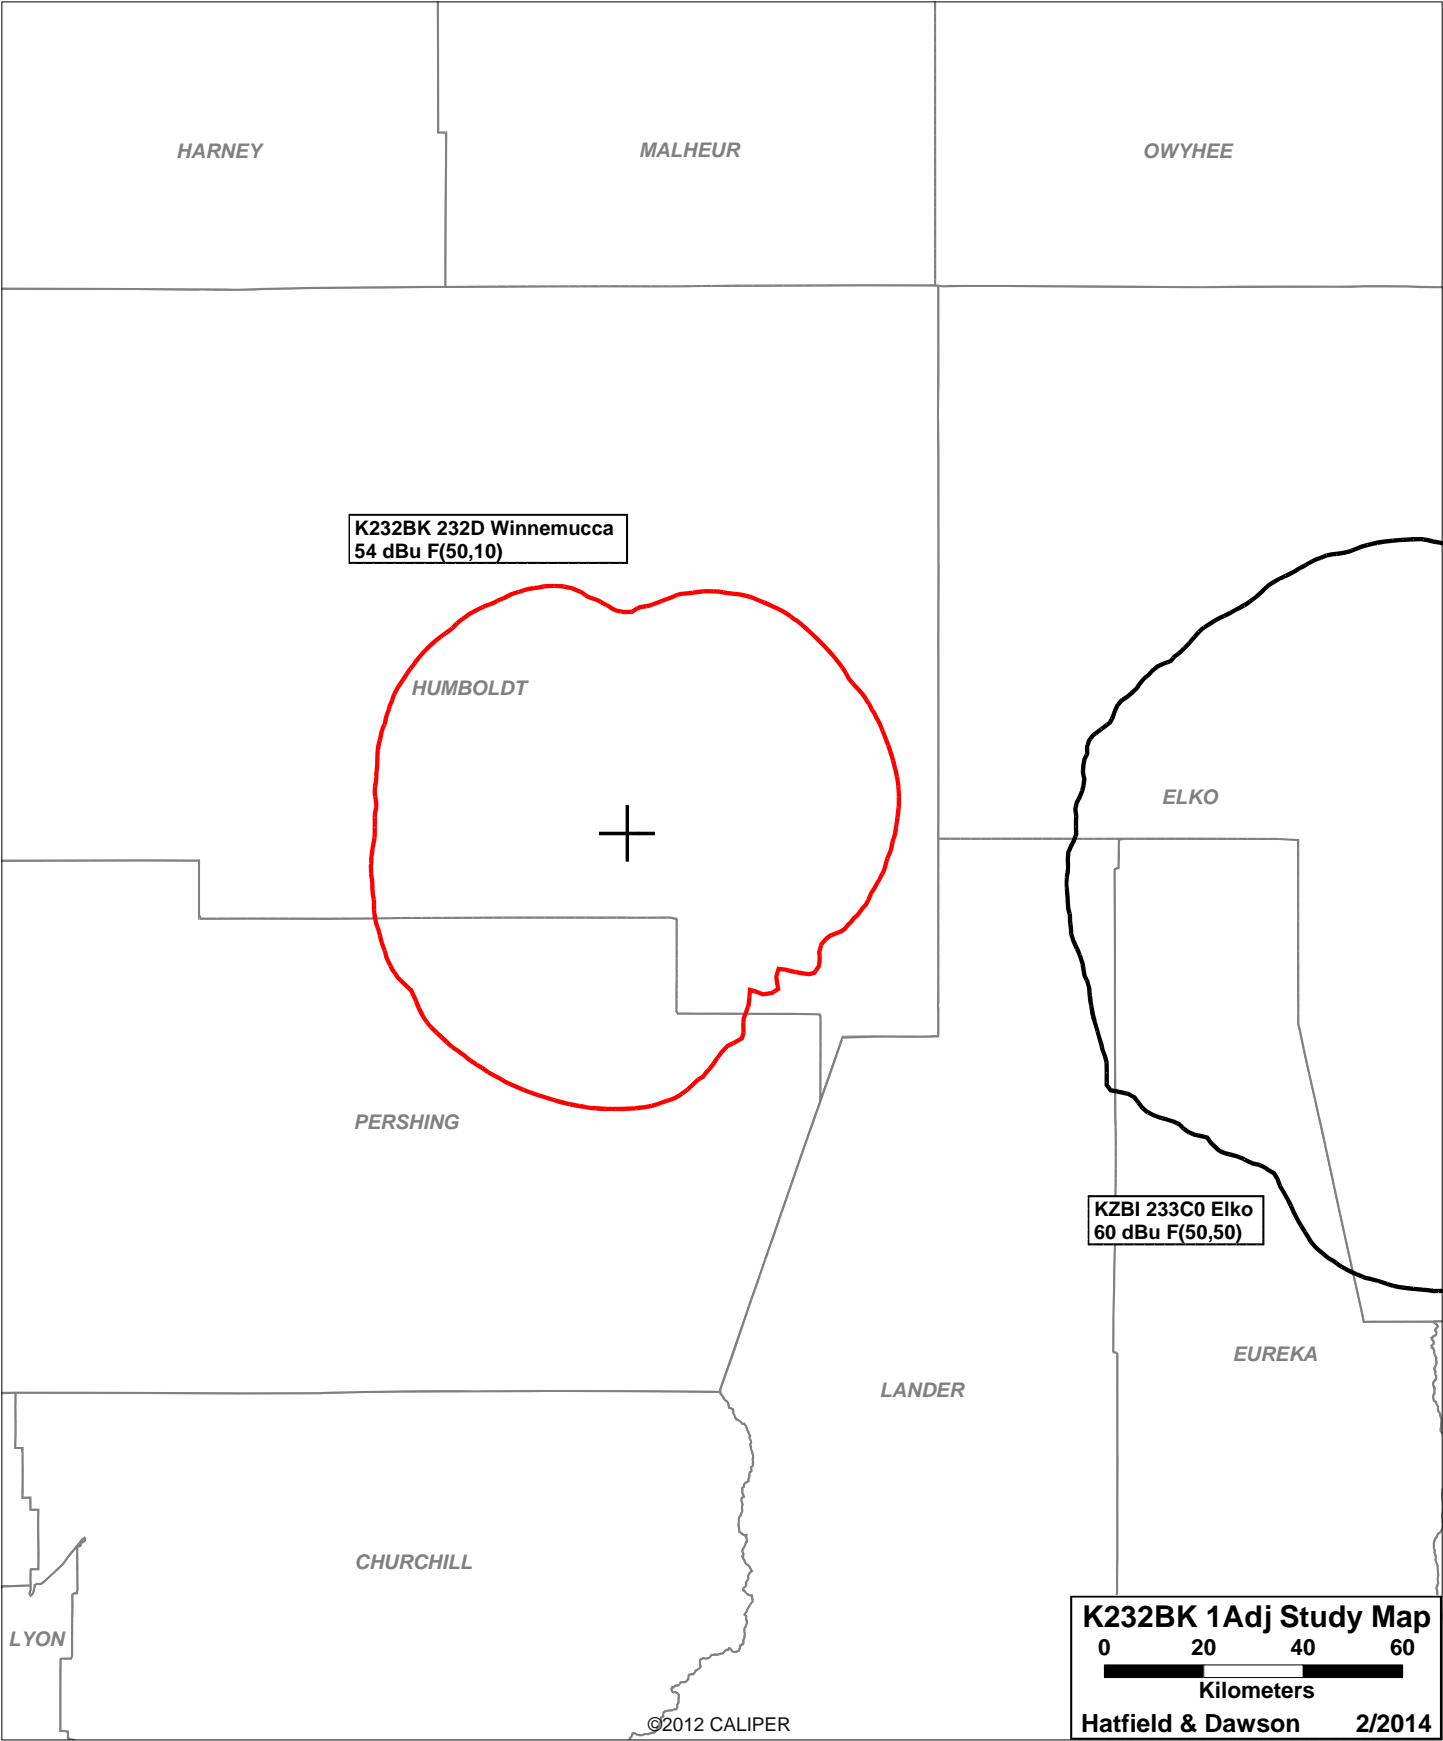 HARNEY
MALHEUR
OWYHEE
K232BK 232D Winnemucca
54 dBu F(50,10)
HUMBOLDT
ELKO
PERSHING
KZBI 233C0 Elko
60 dBu F(50,50)
EUREKA
LANDER
CHURCHILL
LYON
K232BK 1Adj Study Map
0 20 40 60
Kilometers
Hatfield & Dawson 2/2014
©2012 CALIPER